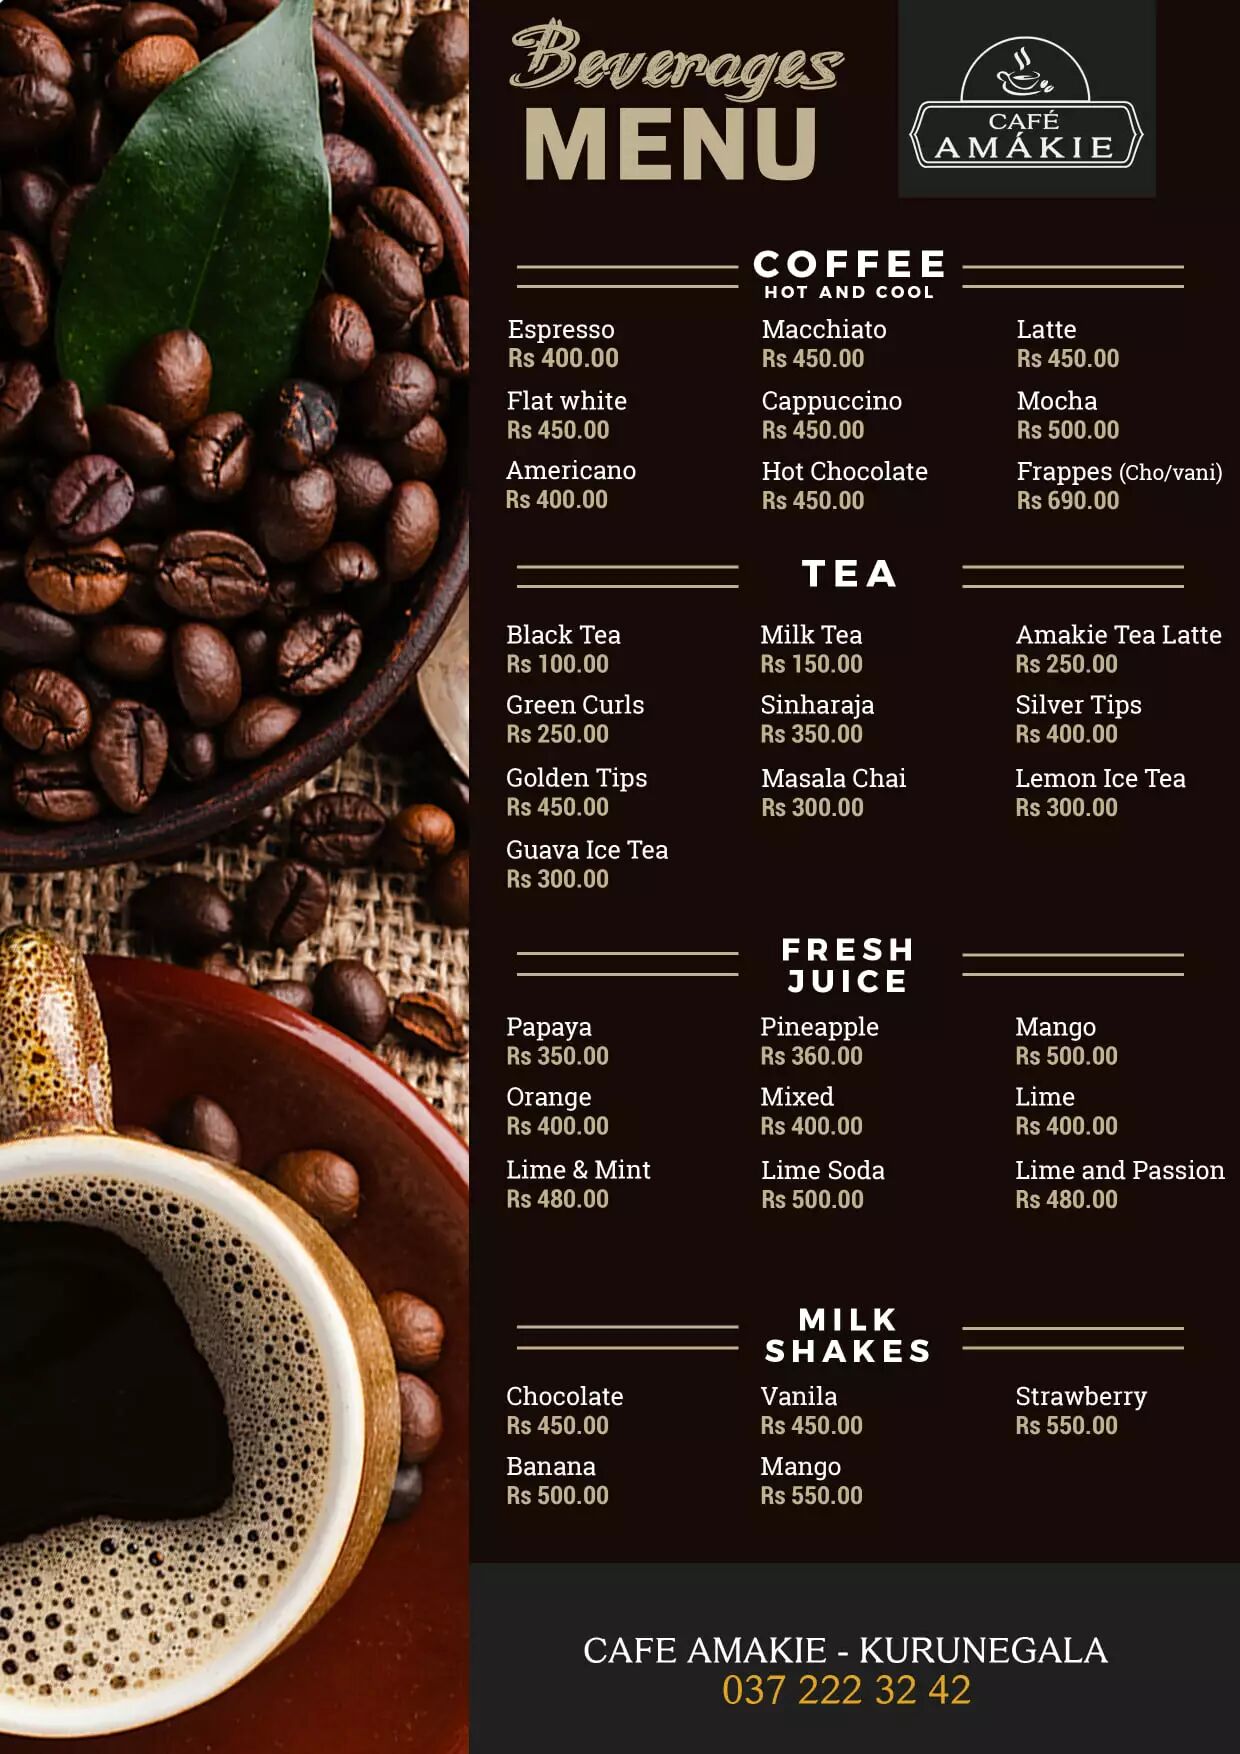 Beverages
MENU
CAFÉ
AMÁKIE
COFFEE
HOT AND COOL
Espresso Macchiato Latte
Rs 400.00 Rs 450.00 Rs 450.00
Flat white Cappuccino Mocha
Rs 450.00 Rs 450.00 Rs 500.00
Americano Hot Chocolate Frappes (Cho/vani)
Rs 400.00 Rs 450.00 Rs 690.00
TEA
Black Tea Milk Tea Amakie Tea Latte
Rs 100.00 Rs 150.00 Rs 250.00
Green Curls Sinharaja Silver Tips
Rs 250.00 Rs 350.00 Rs 400.00
Golden Tips Masala Chai Lemon Ice Tea
Rs 450.00 Rs 300.00 Rs 300.00
Guava Ice Tea
Rs 300.00
FRESH
JUICE
Papaya Pineapple Mango
Rs 350.00 Rs 360.00 Rs 500.00
Orange Mixed Lime
Rs 400.00 Rs 400.00 Rs 400.00
Lime & Mint Lime Soda Lime and Passion
Rs 480.00 Rs 500.00 Rs 480.00
MILK
SHAKES
Chocolate Vanila Strawberry
Rs 450.00 Rs 450.00 Rs 550.00
Banana Mango
Rs 500.00 Rs 550.00
CAFE AMAKIE - KURUNEGALA
037 222 32 42